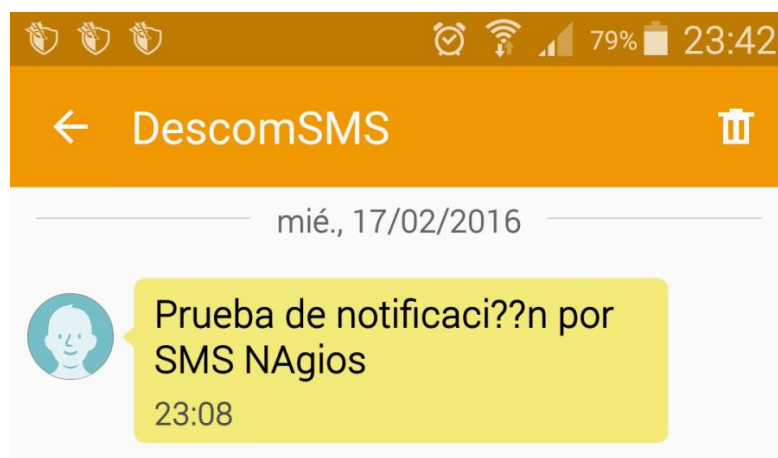 79% 23:42
DescomSMS
mié., 17/02/2016
Prueba de notificaci??n por
SMS NAgios
23:08